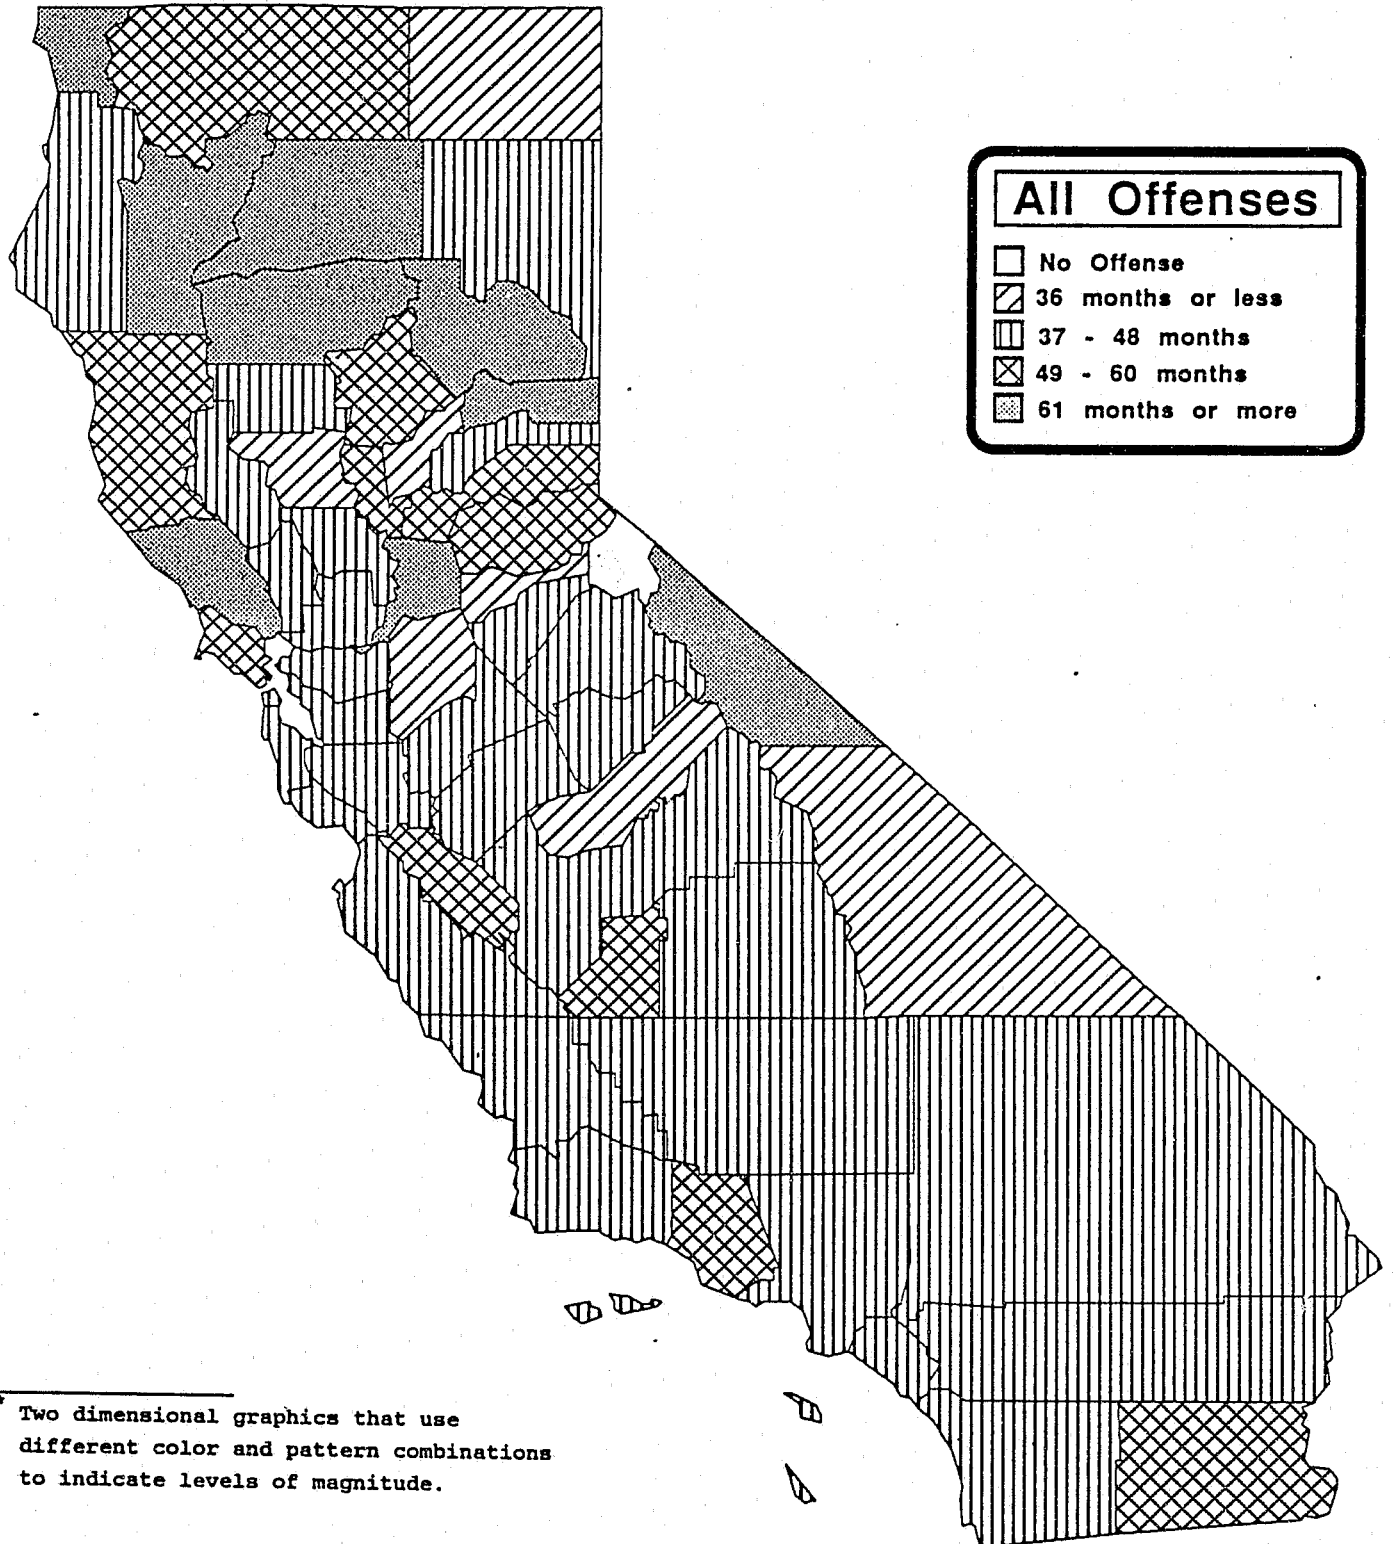 All Offenses
No Offense
36 months or less
37 - 48 months
49 - 60 months
61 months or more
* Two dimensional graphics that use
different color and pattern combinations
to indicate levels of magnitude.